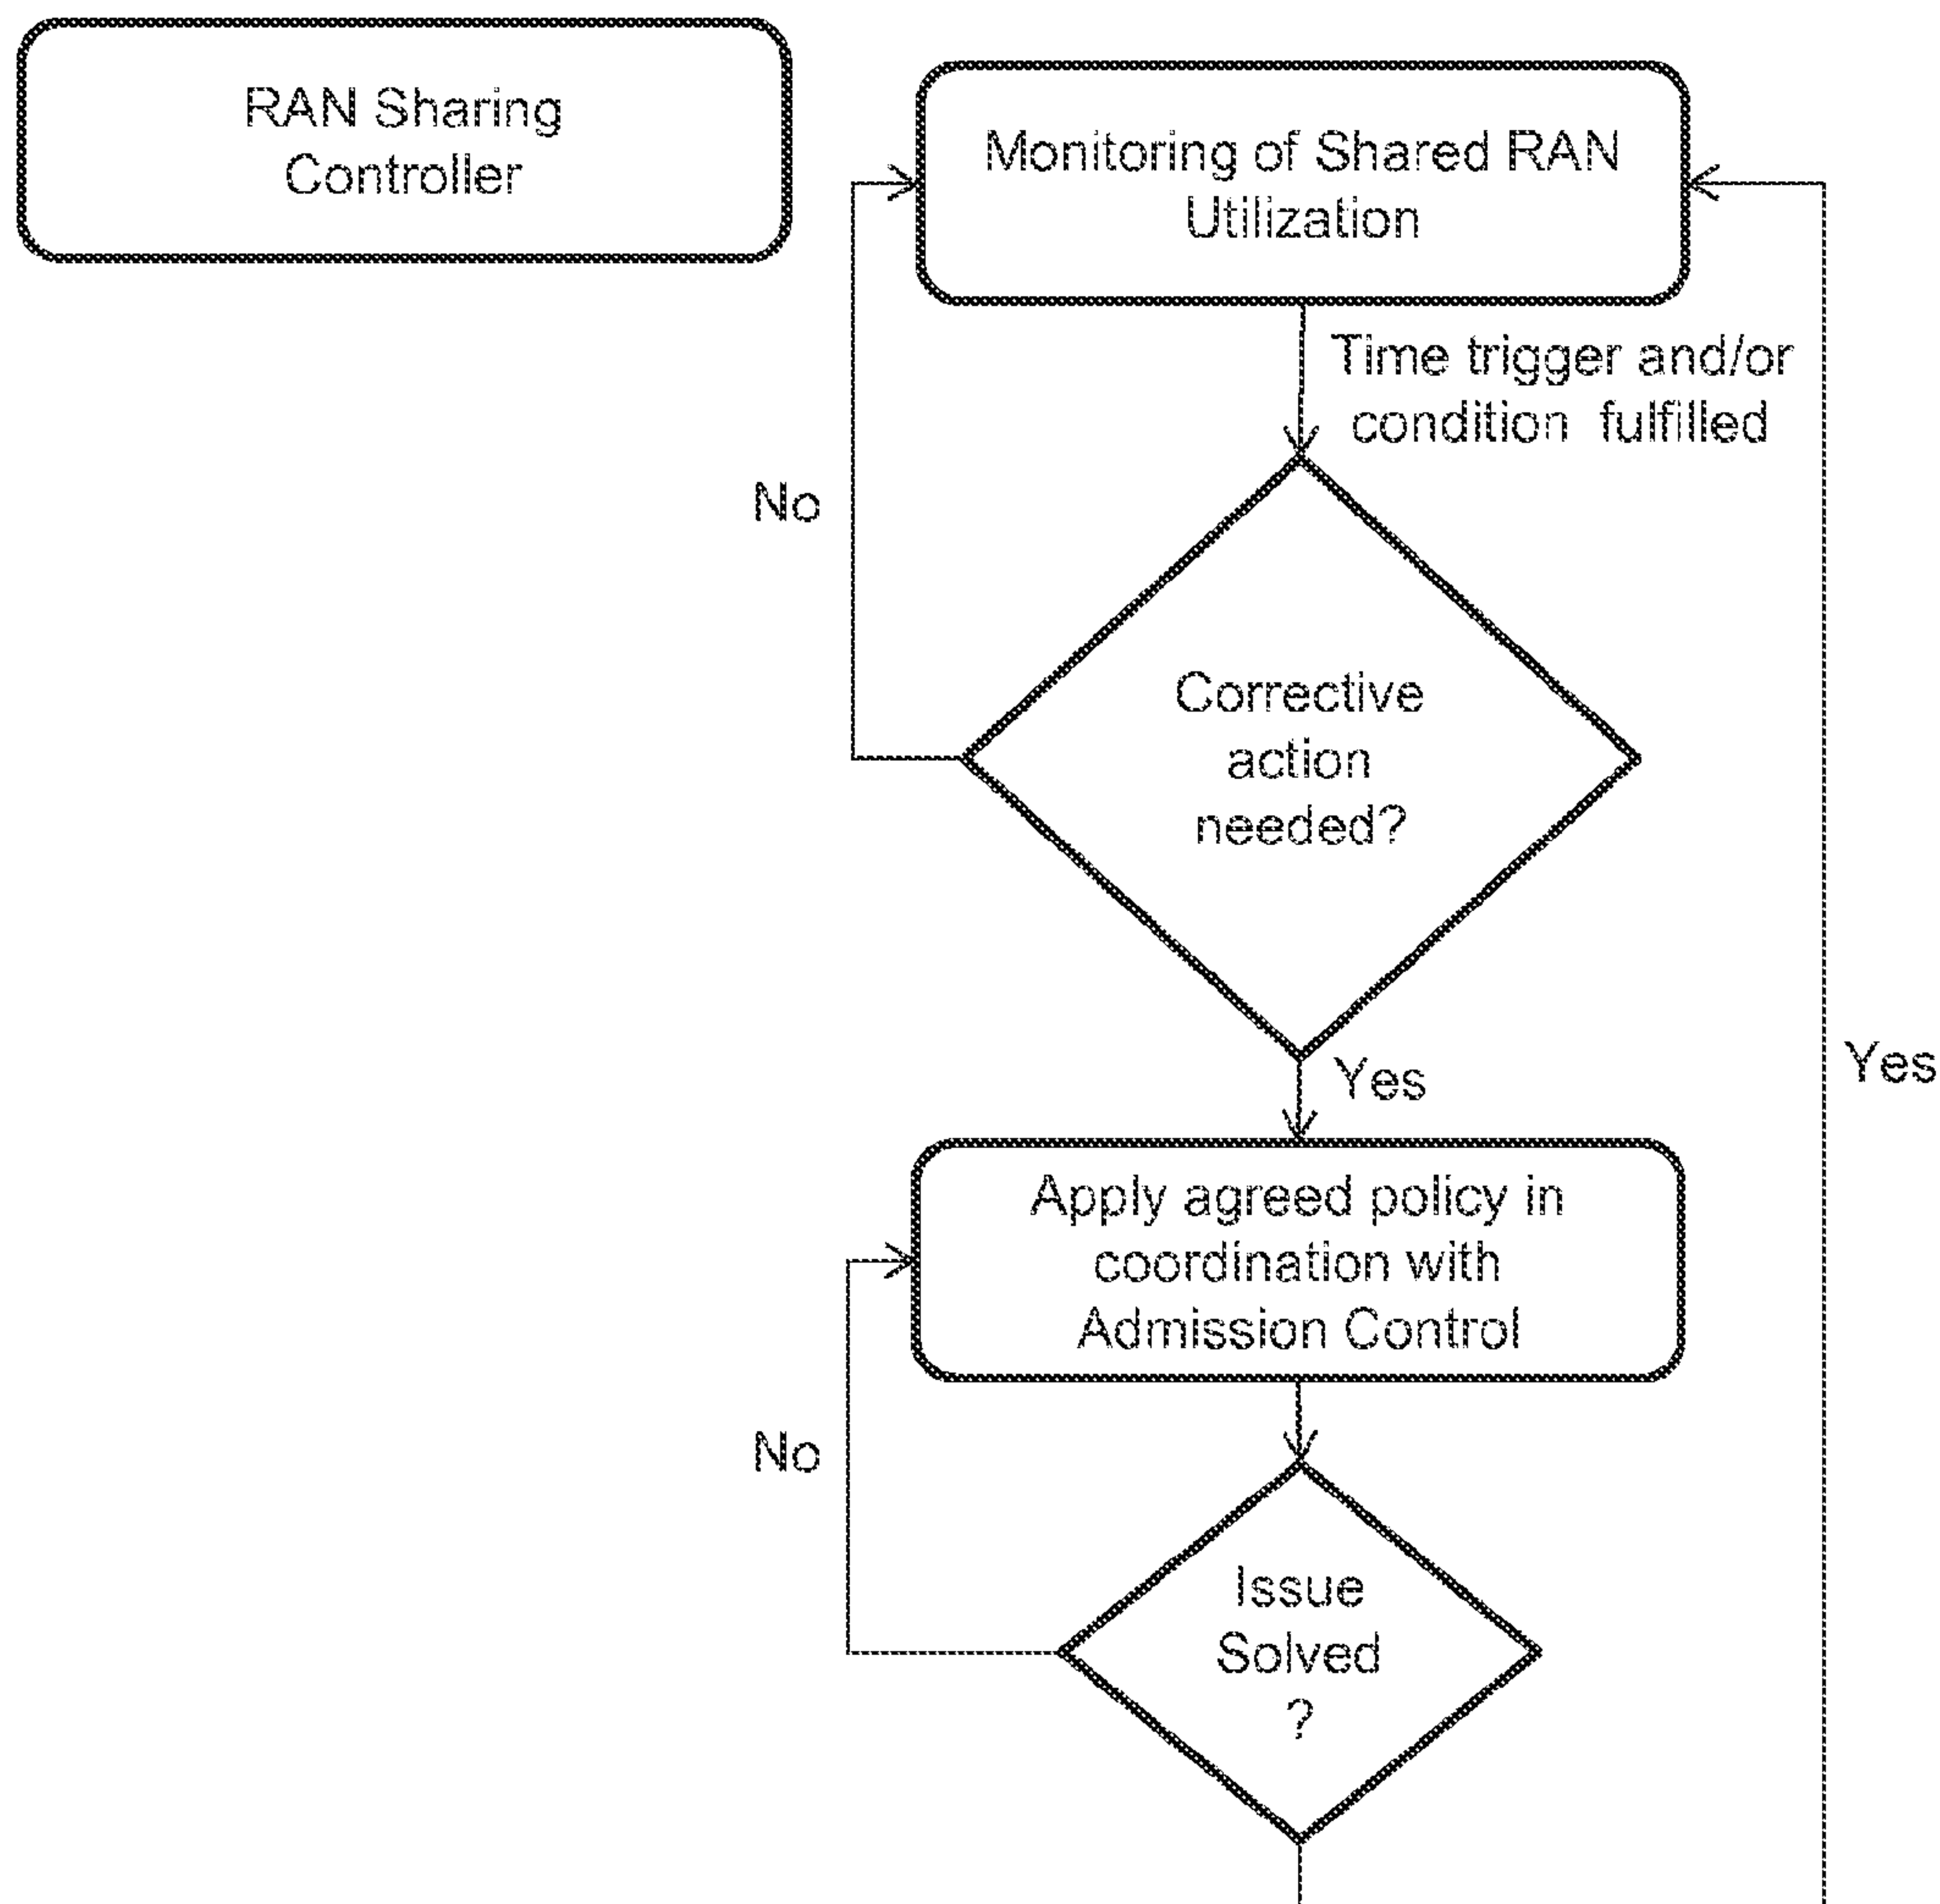 RAN Sharing
Controller
Monitoring of Shared RAN
Utilization
Time trigger and/or
condition fulfilled
No
Corrective
action
needed?
Yes
Yes
Apply agreed policy in
coordination with
Admission Control
No
Issue
Solved
?